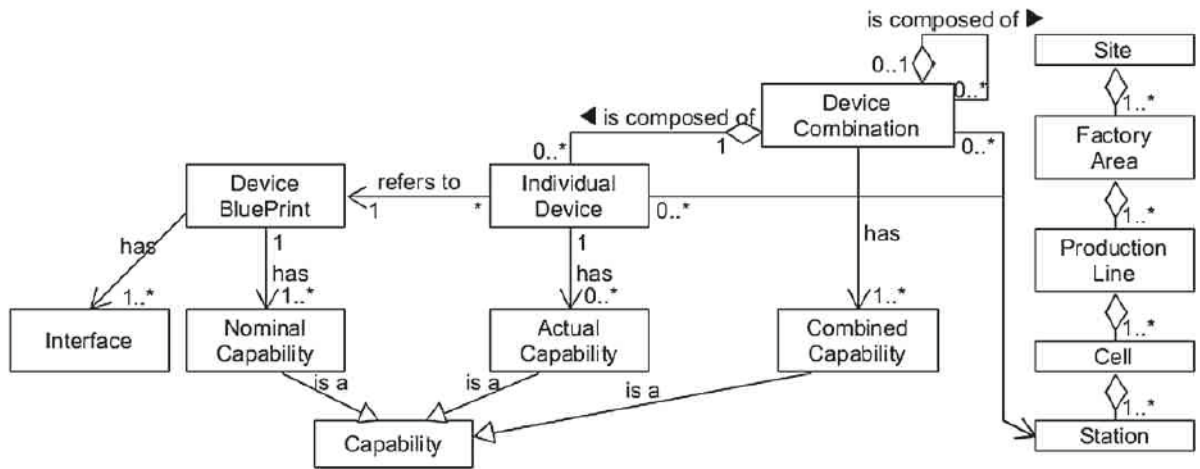 is composed of ▶
Site
0..1
0..*
1..*
Device
Combination
◀ is composed of
1
0..*
0..*
Factory
Area
1..*
Device
BluePrint
refers to
1
*
Individual
Device
0..*
Production
Line
has
1
has
1..*
1
has
0..*
has
1..*
1..*
1..*
Interface
Nominal
Capability
Actual
Capability
Combined
Capability
Cell
is a
is a
is a
1..*
Capability
Station